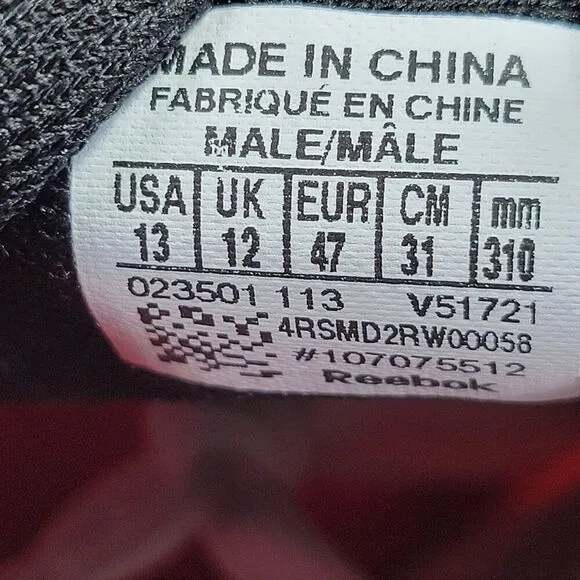 MADE IN CHINA
FABRIQUÉ EN CHINE
MALE/MÂLE
USA UK EUR CM mm
13 12 47 31 310
023501 113 V51721
4RSMD2RW00058
#107075512
Reebok